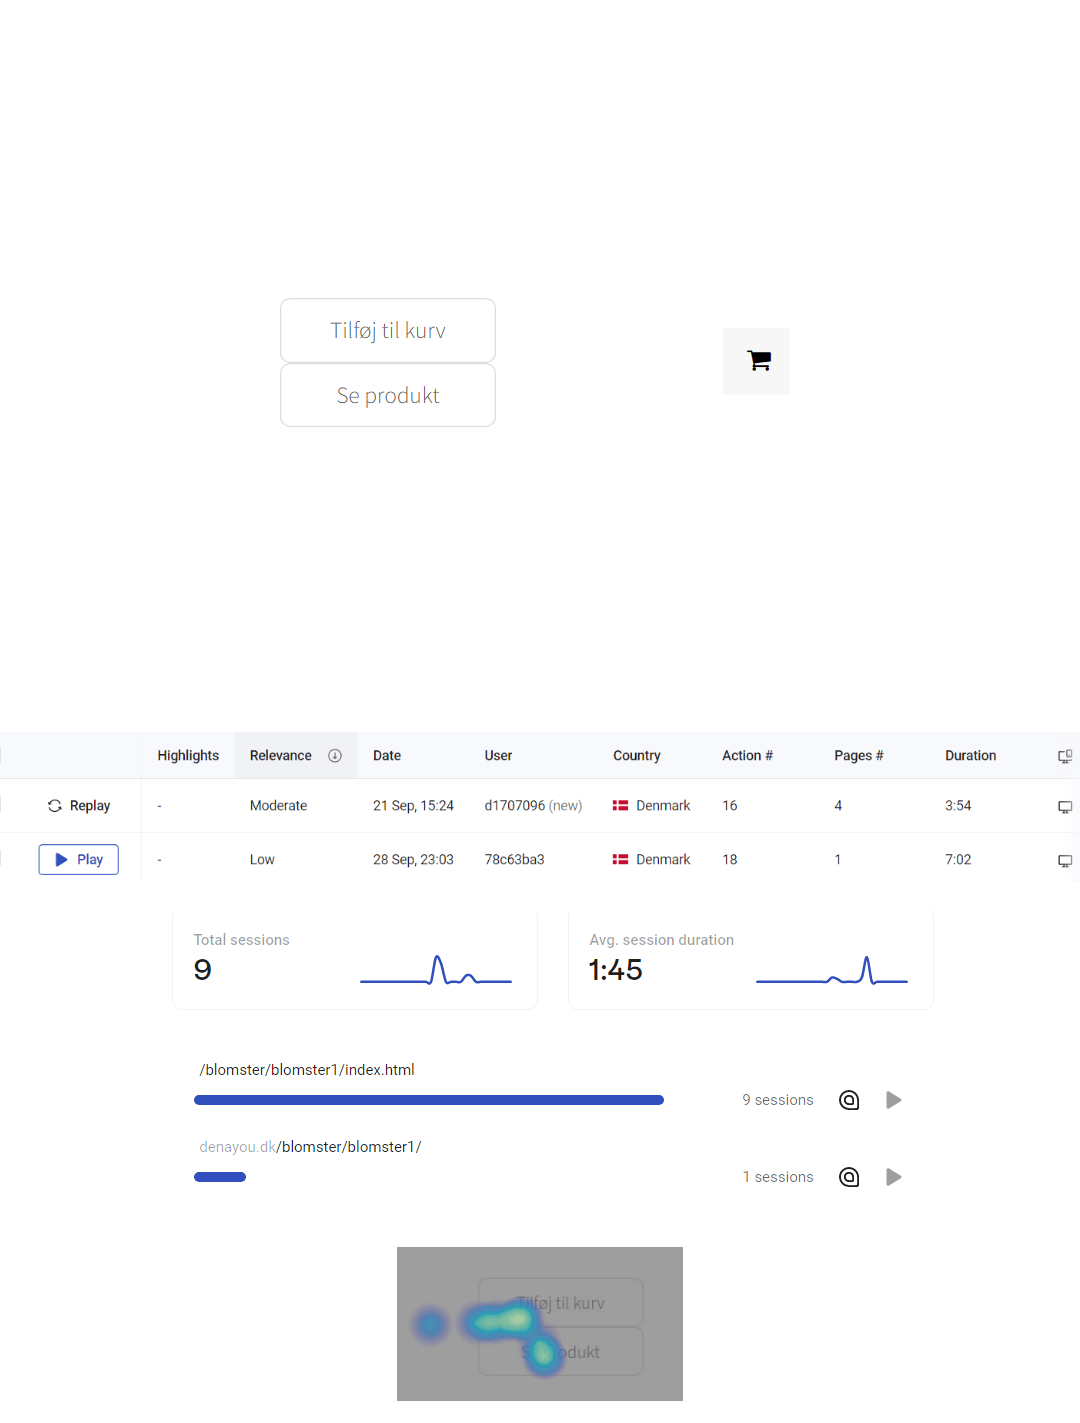 Tilføj til kurv
Se produkt
Highlights Relevance Date User Country Action # Pages # Duration
Replay - Moderate 21 Sep, 15:24 d1707096 (new) Denmark 16 4 3:54
Play - Low 28 Sep, 23:03 78c63ba3 Denmark 18 1 7:02
Total sessions Avg. session duration
9 1:45
/blomster/blomster1/index.html
9 sessions
denayou.dk/blomster/blomster1/
1 sessions
Tilføj til kurv
Se produkt